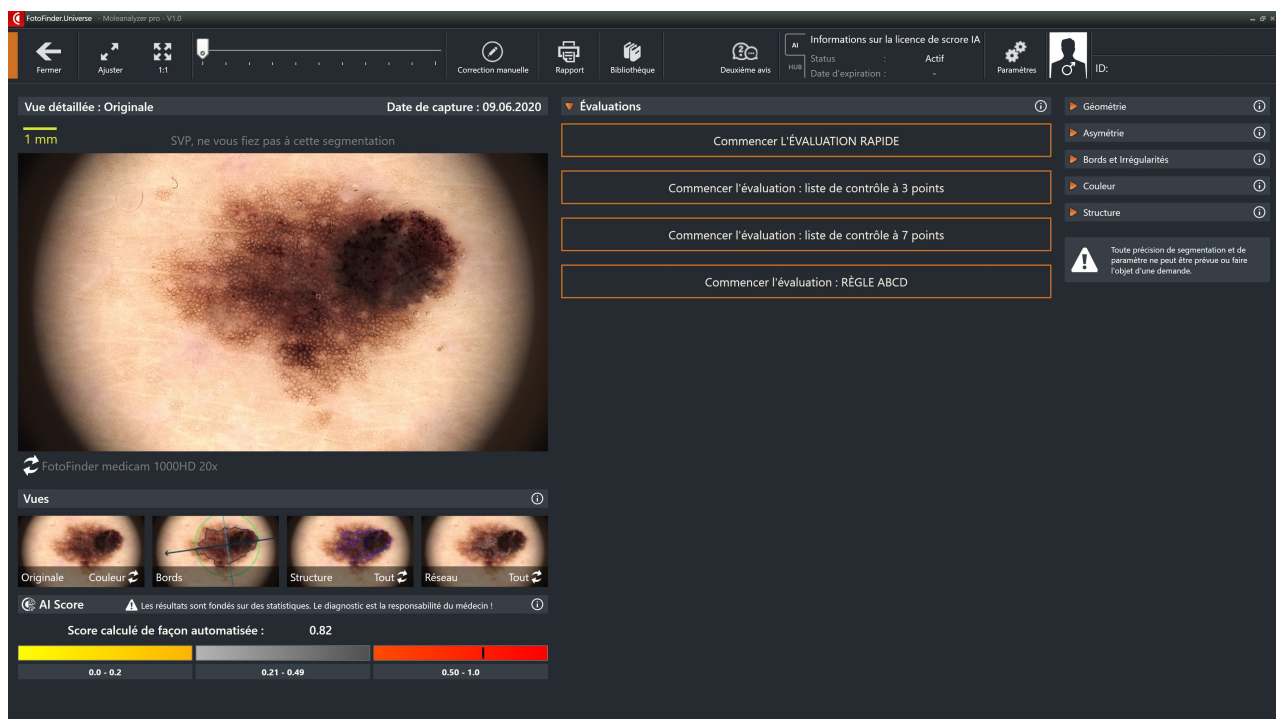 FotoFinder.Universe - Moleanalyzer pro - V1.0
Fermer
Ajuster
1:1
Correction manuelle
Rapport
Bibliothèque
Deuxième avis
AI
HUB
Informations sur la licence de scrore IA
Status : Actif
Date d'expiration : -
Paramètres
ID:
Vue détaillée : Originale
Date de capture : 09.06.2020
1 mm
SVP, ne vous fiez pas à cette segmentation
FotoFinder medicam 1000HD 20x
Vues
Originale Couleur
Bords
Structure Tout
Réseau Tout
AI Score
Les résultats sont fondés sur des statistiques. Le diagnostic est la responsabilité du médecin !
Score calculé de façon automatisée : 0.82
0.0 - 0.2
0.21 - 0.49
0.50 - 1.0
Évaluations
Commencer L'ÉVALUATION RAPIDE
Commencer l'évaluation : liste de contrôle à 3 points
Commencer l'évaluation : liste de contrôle à 7 points
Commencer l'évaluation : RÈGLE ABCD
Géométrie
Asymétrie
Bords et Irrégularités
Couleur
Structure
Toute précision de segmentation et de
paramètre ne peut être prévue ou faire
l'objet d'une demande.